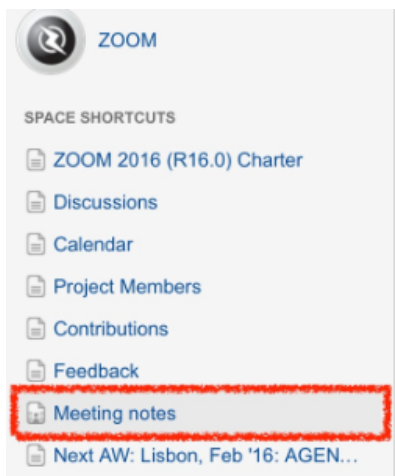 ZOOM
SPACE SHORTCUTS
ZOOM 2016 (R16.0) Charter
Discussions
Calendar
Project Members
Contributions
Feedback
Meeting notes
Next AW: Lisbon, Feb '16: AGEN...